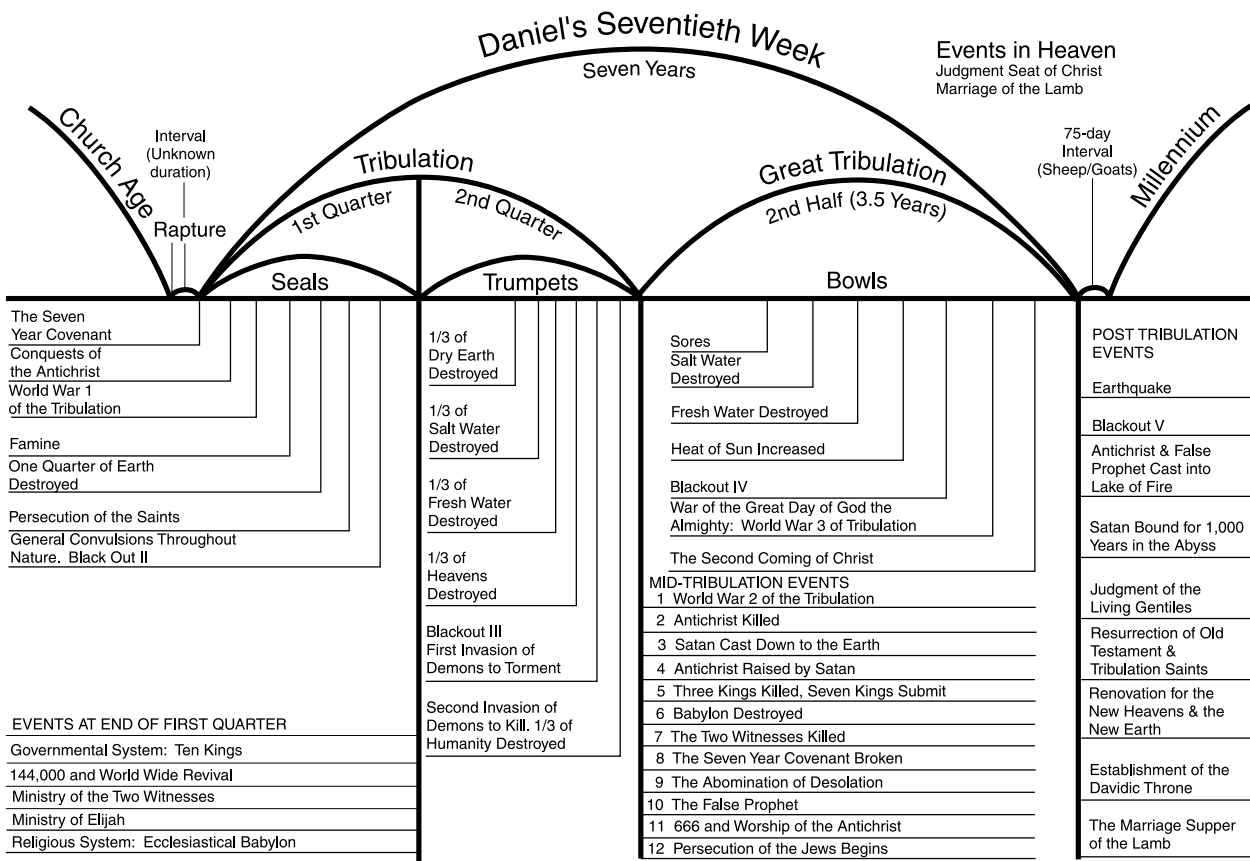 Daniel's Seventieth Week
Seven Years
Events in Heaven
Judgment Seat of Christ
Marriage of the Lamb
Church Age
Interval
(Unknown
duration)
Rapture
Tribulation
1st Quarter
2nd Quarter
Great Tribulation
2nd Half (3.5 Years)
75-day
Interval
(Sheep/Goats)
Millennium
Seals
Trumpets
Bowls
The Seven
Year Covenant
Conquests of
the Antichrist
World War 1
of the Tribulation
Famine
One Quarter of Earth
Destroyed
Persecution of the Saints
General Convulsions Throughout
Nature. Black Out II
EVENTS AT END OF FIRST QUARTER
Governmental System: Ten Kings
144,000 and World Wide Revival
Ministry of the Two Witnesses
Ministry of Elijah
Religious System: Ecclesiastical Babylon
1/3 of
Dry Earth
Destroyed
1/3 of
Salt Water
Destroyed
1/3 of
Fresh Water
Destroyed
1/3 of
Heavens
Destroyed
Blackout III
First Invasion of
Demons to Torment
Second Invasion of
Demons to Kill. 1/3 of
Humanity Destroyed
Sores
Salt Water
Destroyed
Fresh Water Destroyed
Heat of Sun Increased
Blackout IV
War of the Great Day of God the
Almighty: World War 3 of Tribulation
The Second Coming of Christ
MID-TRIBULATION EVENTS
1 World War 2 of the Tribulation
2 Antichrist Killed
3 Satan Cast Down to the Earth
4 Antichrist Raised by Satan
5 Three Kings Killed, Seven Kings Submit
6 Babylon Destroyed
7 The Two Witnesses Killed
8 The Seven Year Covenant Broken
9 The Abomination of Desolation
10 The False Prophet
11 666 and Worship of the Antichrist
12 Persecution of the Jews Begins
POST TRIBULATION
EVENTS
Earthquake
Blackout V
Antichrist & False
Prophet Cast into
Lake of Fire
Satan Bound for 1,000
Years in the Abyss
Judgment of the
Living Gentiles
Resurrection of Old
Testament &
Tribulation Saints
Renovation for the
New Heavens & the
New Earth
Establishment of the
Davidic Throne
The Marriage Supper
of the Lamb